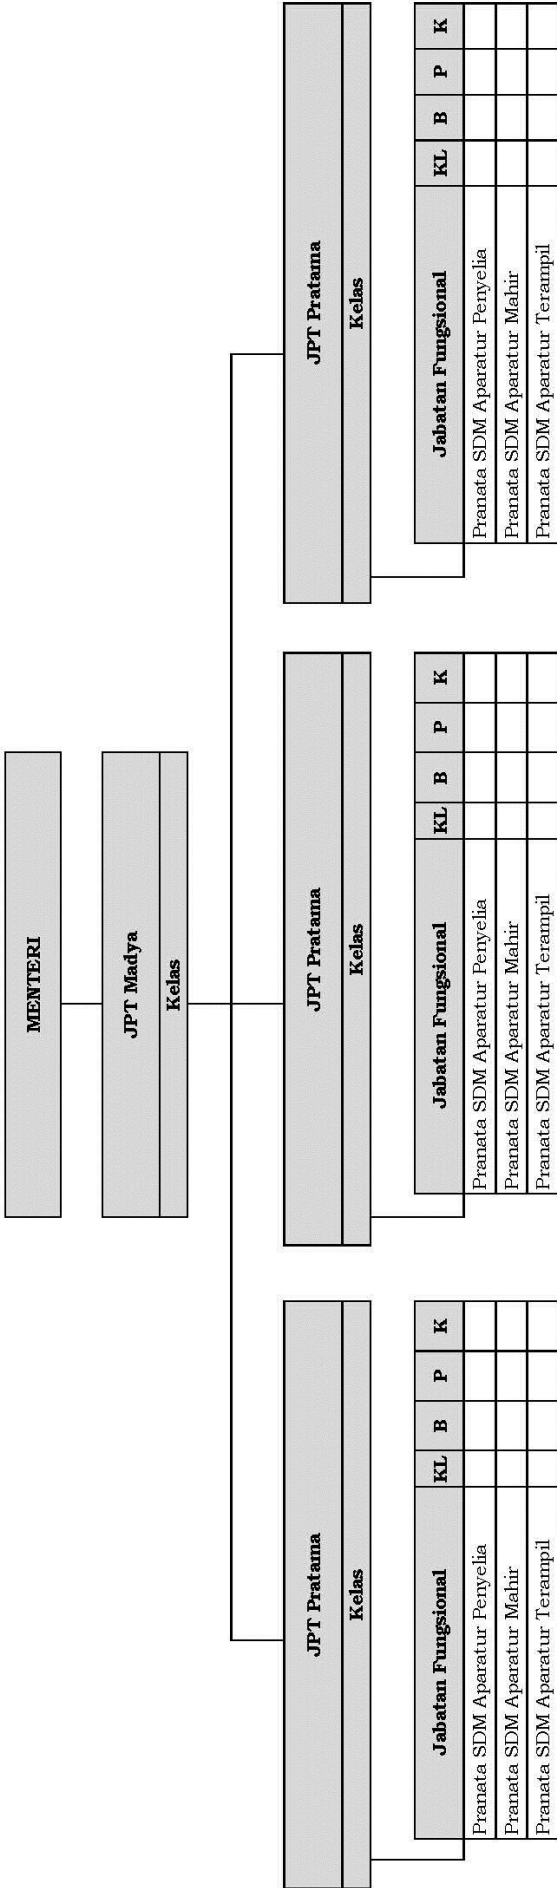 MENTERI
JPT Madya
Kelas
JPT Pratama
Kelas
Jabatan Fungsional KL B P K
Pranata SDM Aparatur Penyelia
Pranata SDM Aparatur Mahir
Pranata SDM Aparatur Terampil
JPT Pratama
Kelas
Jabatan Fungsional KL B P K
Pranata SDM Aparatur Penyelia
Pranata SDM Aparatur Mahir
Pranata SDM Aparatur Terampil
JPT Pratama
Kelas
Jabatan Fungsional KL B P K
Pranata SDM Aparatur Penyelia
Pranata SDM Aparatur Mahir
Pranata SDM Aparatur Terampil